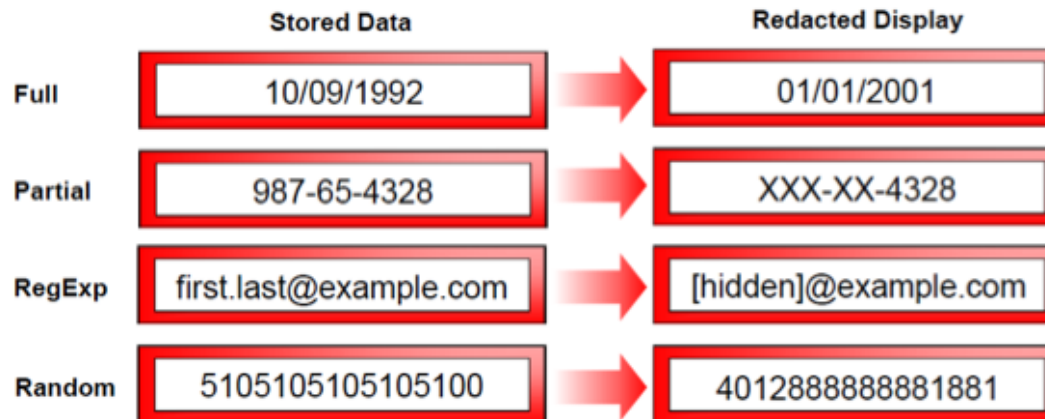 Stored Data Redacted Display
Full 10/09/1992 01/01/2001
Partial 987-65-4328 XXX-XX-4328
RegExp first.last@example.com [hidden]@example.com
Random 5105105105105100 4012888888881881